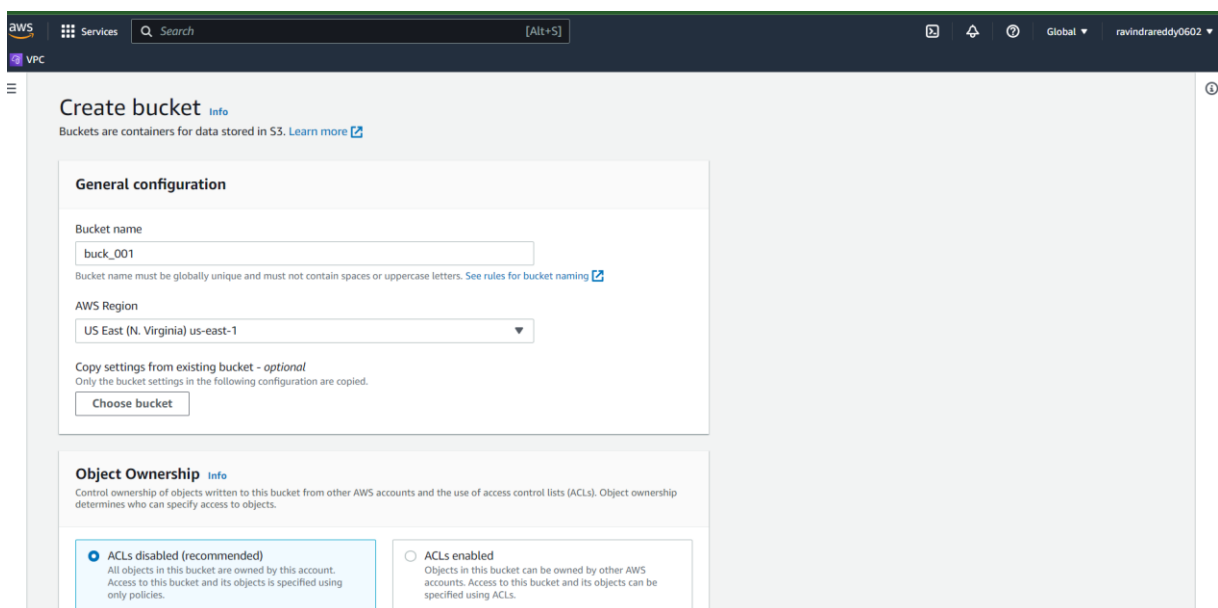 aws
Services
Search
[Alt+S]
Global
ravindrareddy0602
VPC
Create bucket Info
Buckets are containers for data stored in S3. Learn more
General configuration
Bucket name
buck_001
Bucket name must be globally unique and must not contain spaces or uppercase letters. See rules for bucket naming
AWS Region
US East (N. Virginia) us-east-1
Copy settings from existing bucket - optional
Only the bucket settings in the following configuration are copied.
Choose bucket
Object Ownership Info
Control ownership of objects written to this bucket from other AWS accounts and the use of access control lists (ACLs). Object ownership
determines who can specify access to objects.
ACLs disabled (recommended)
All objects in this bucket are owned by this account.
Access to this bucket and its objects is specified using
only policies.
ACLs enabled
Objects in this bucket can be owned by other AWS
accounts. Access to this bucket and its objects can be
specified using ACLs.